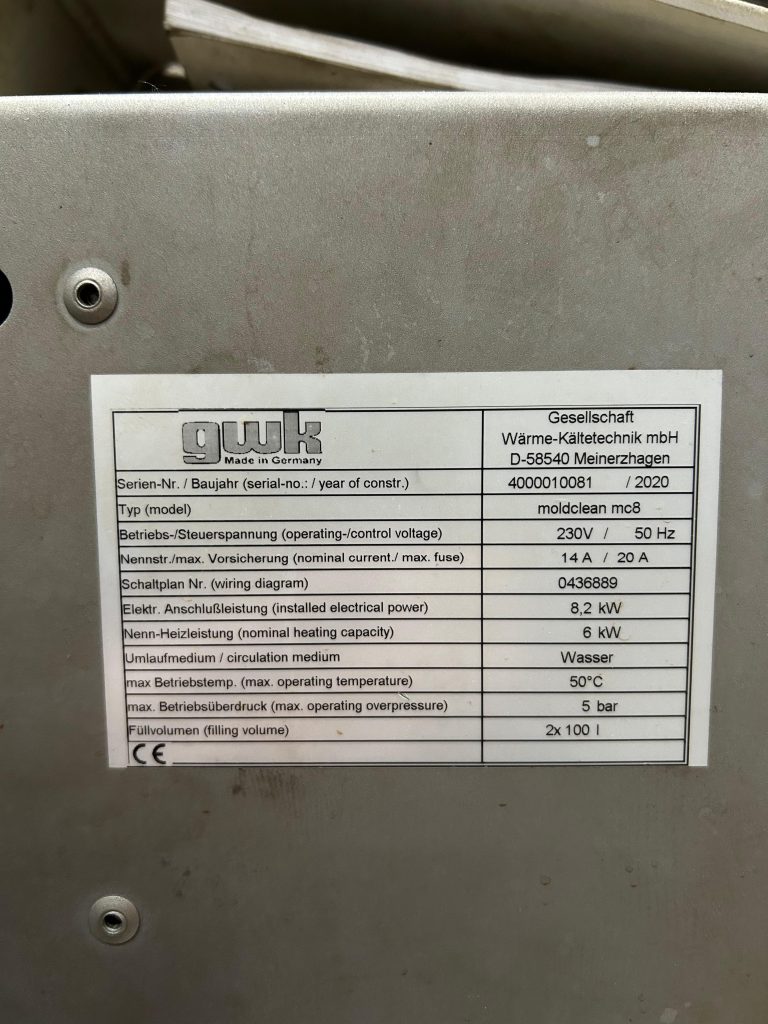 gwk
Made in Germany
Gesellschaft
Wärme-Kältetechnik mbH
D-58540 Meinerzhagen
Serien-Nr. / Baujahr (serial-no.: / year of constr.) 4000010081 / 2020
Typ (model) moldclean mc8
Betriebs-/Steuerspannung (operating-/control voltage) 230V / 50 Hz
Nennstr./max. Vorsicherung (nominal current./ max. fuse) 14 A / 20 A
Schaltplan Nr. (wiring diagram) 0436889
Elektr. Anschlußleistung (installed electrical power) 8,2 kW
Nenn-Heizleistung (nominal heating capacity) 6 kW
Umlaufmedium / circulation medium Wasser
max Betriebstemp. (max. operating temperature) 50°C
max. Betriebsüberdruck (max. operating overpressure) 5 bar
Füllvolumen (filling volume) 2x 100 l
CE